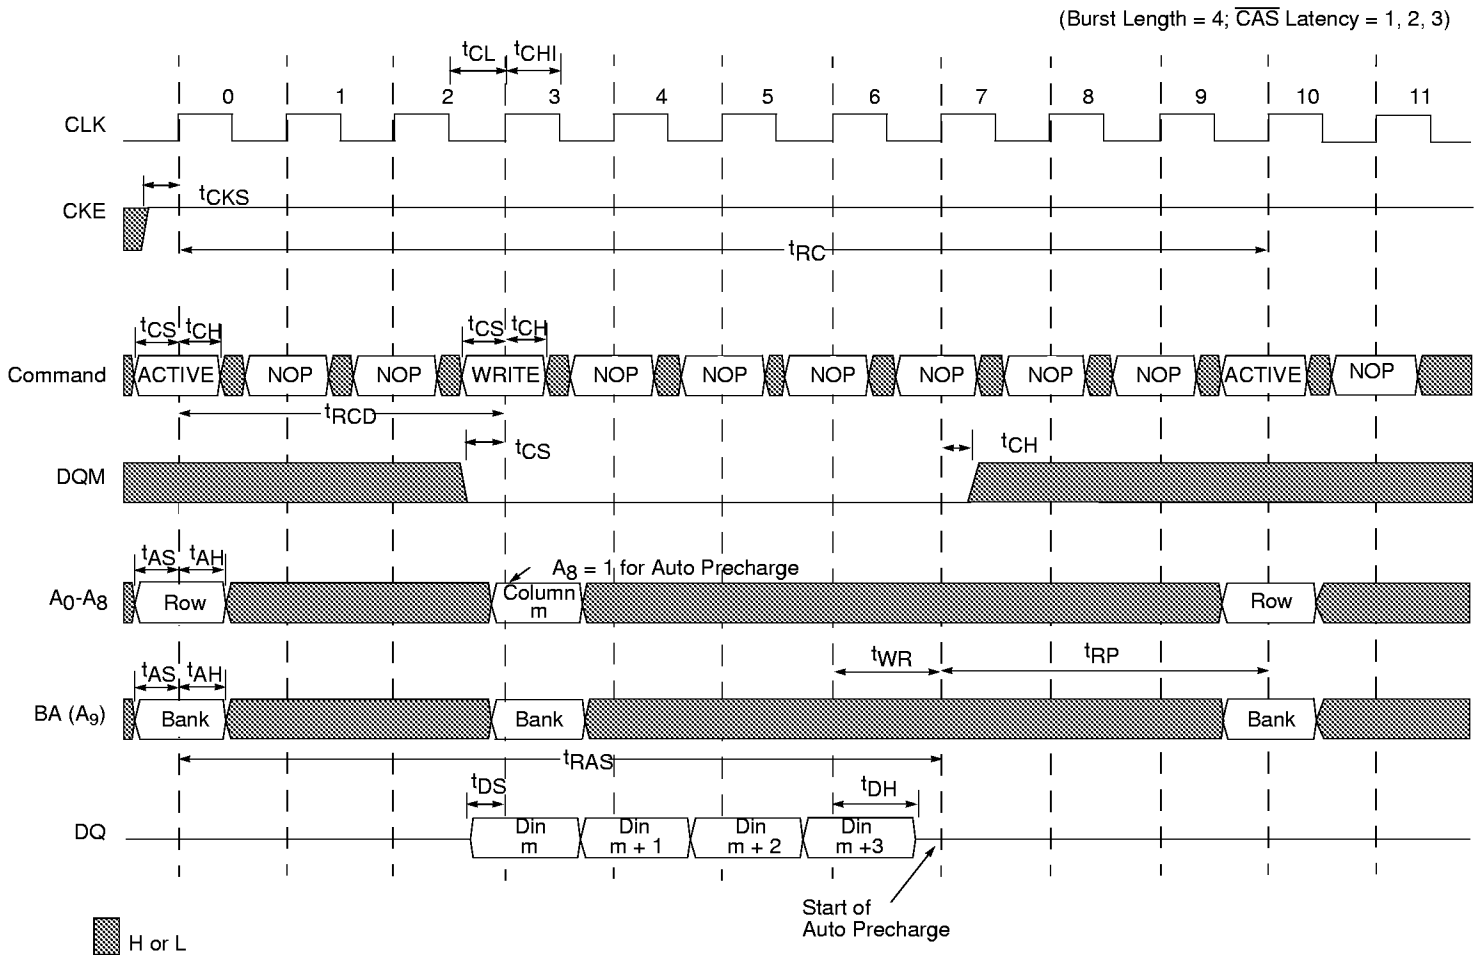 (Burst Length = 4; CAS Latency = 1, 2, 3)
tCL tCHI
0 1 2 3 4 5 6 7 8 9 10 11
CLK
tCKS
CKE
tRC
tCS tCH tCS tCH
Command ACTIVE NOP NOP WRITE NOP NOP NOP NOP NOP NOP ACTIVE NOP
tRCD
tCS tCH
DQM
tAS tAH
A8 = 1 for Auto Precharge
A0-A8 Row Column m Row
tWR tRP
tAS tAH
BA (A9) Bank Bank Bank
tRAS
tDS tDH
DQ Din m Din m + 1 Din m + 2 Din m +3
Start of
Auto Precharge
H or L